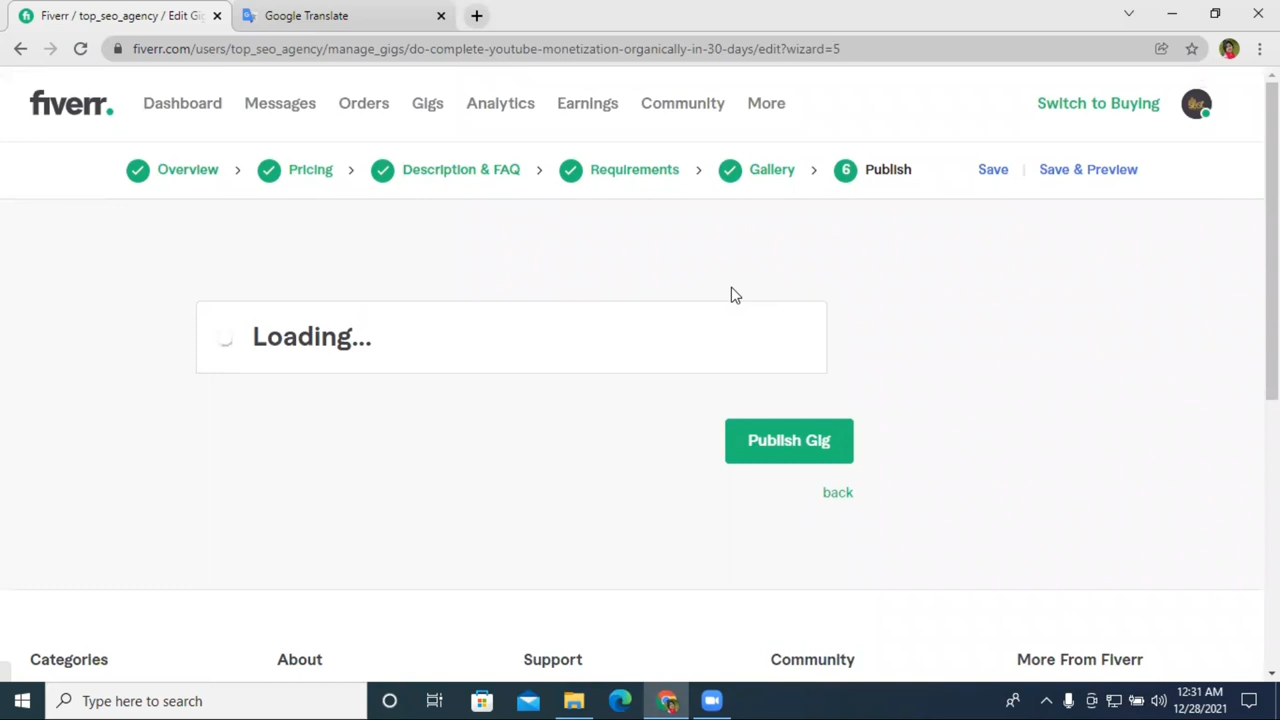 Fiverr / top_seo_agency / Edit Gig
Google Translate
fiverr.com/users/top_seo_agency/manage_gigs/do-complete-youtube-monetization-organically-in-30-days/edit?wizard=5
fiverr.
Dashboard
Messages
Orders
Gigs
Analytics
Earnings
Community
More
Switch to Buying
Overview
Pricing
Description & FAQ
Requirements
Gallery
6 Publish
Save
Save & Preview
Loading...
Publish Gig
back
Categories
About
Support
Community
More From Fiverr
Type here to search
12:31 AM
12/28/2021